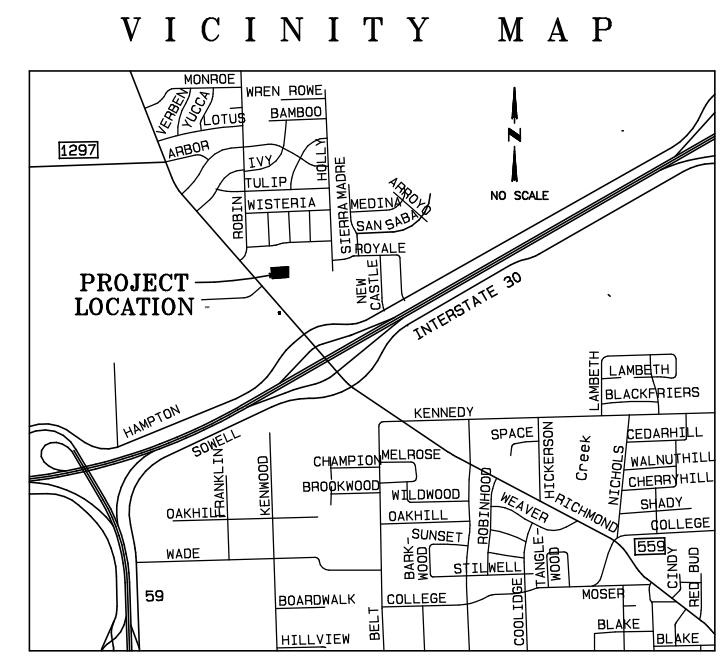 VICINITY MAP
MONROE
WREN ROWE
VERBEN
YUCCA
LOTUS
BAMBOO
1297
ARBOR
IVY
HOLLY
TULIP
N
NO SCALE
ROBIN
WISTERIA
SIERRA MADRE
MEDINA
ARROYO
SAN SABA
ROYALE
PROJECT
LOCATION
NEW
CASTLE
INTERSTATE 30
LAMBETH
LAMBETH
BLACKFRIERS
HAMPTON
SOWELL
KENNEDY
SPACE
HICKERSON
Creek
NICHOLS
CEDARHILL
WALNUTHILL
CHERRYHILL
SHADY
COLLEGE
FRANKLIN
KENWOOD
CHAMPION
MELROSE
BROOKWOOD
WILDWOOD
ROBINHOOD
WEAVER
RICHMOND
OAKHILL
OAKHILL
SUNSET
BARK-
WOOD
STILWELL
TANGLE-
WOOD
559
CINDY
RED BUD
WADE
59
BOARDWALK
BELT
COLLEGE
COOLIDGE
MOSER
BLAKE
BLAKE
HILLVIEW